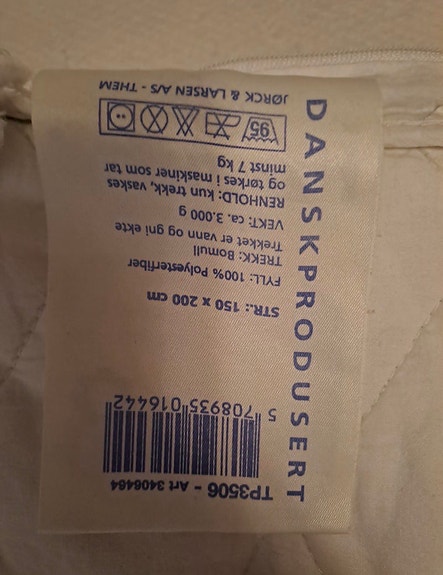 TP3506 - Art 3406464
5 708935 016442
STR.: 150 x 200 cm
FYLL: 100% Polyesterfiber
TREKK: Bomull
Trekket er vann og gni ekte
VEKT: ca. 3.000 g
RENHOLD: kun trekk, vaskes
og tørkes i maskiner som tar
minst 7 kg
95
JØRCK & LARSEN A/S - THEM
DANSKPRODUSERT